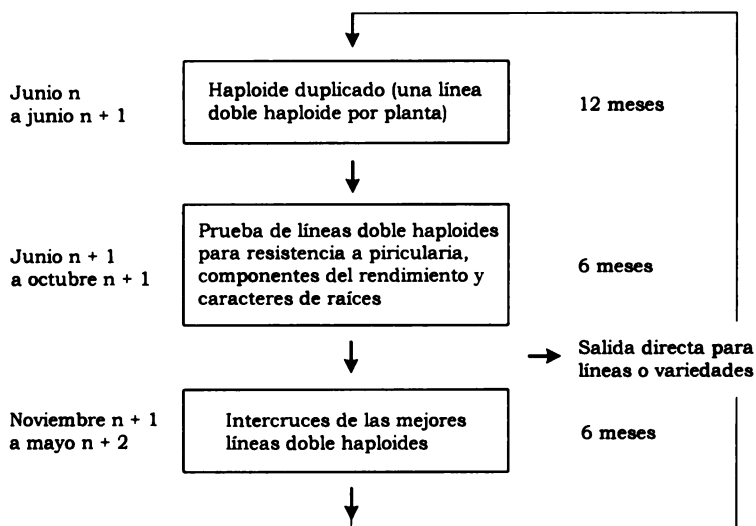 Junio n
a junio n + 1
Haploide duplicado (una línea
doble haploide por planta)
12 meses
Junio n + 1
a octubre n + 1
Prueba de líneas doble haploides
para resistencia a piricularia,
componentes del rendimiento y
caracteres de raíces
6 meses
Salida directa para
líneas o variedades
Noviembre n + 1
a mayo n + 2
Intercruces de las mejores
líneas doble haploides
6 meses